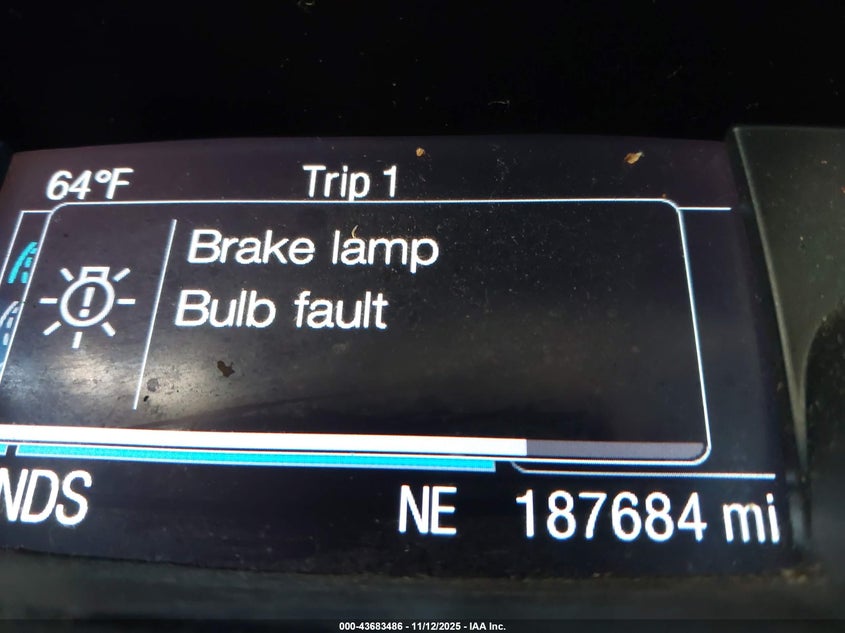 64°F Trip 1
Brake lamp
Bulb fault
NDS NE 187684 mi
000-43683486 - 11/12/2025 - IAA Inc.